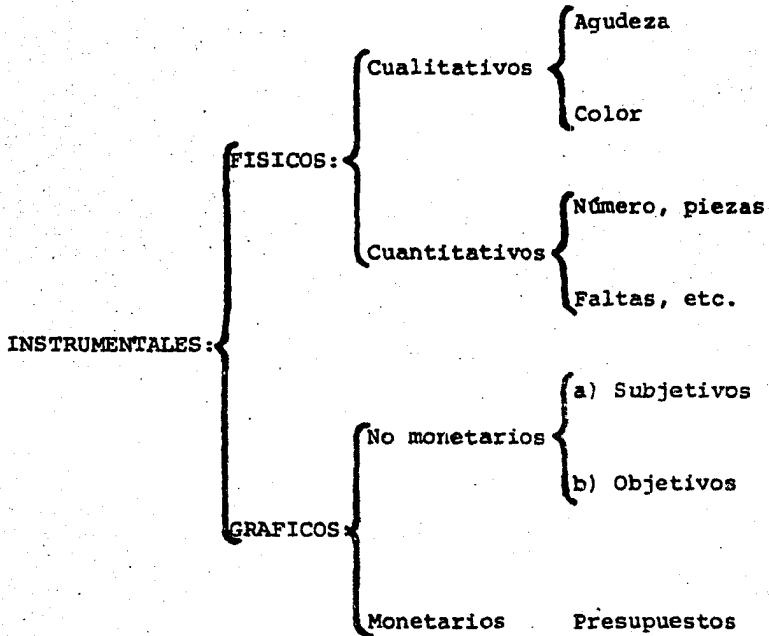 Agudeza
Cualitativos
Color
FISICOS:
Número, piezas
Cuantitativos
Faltas, etc.
INSTRUMENTALES:
a) Subjetivos
No monetarios
b) Objetivos
GRAFICOS:
Monetarios Presupuestos